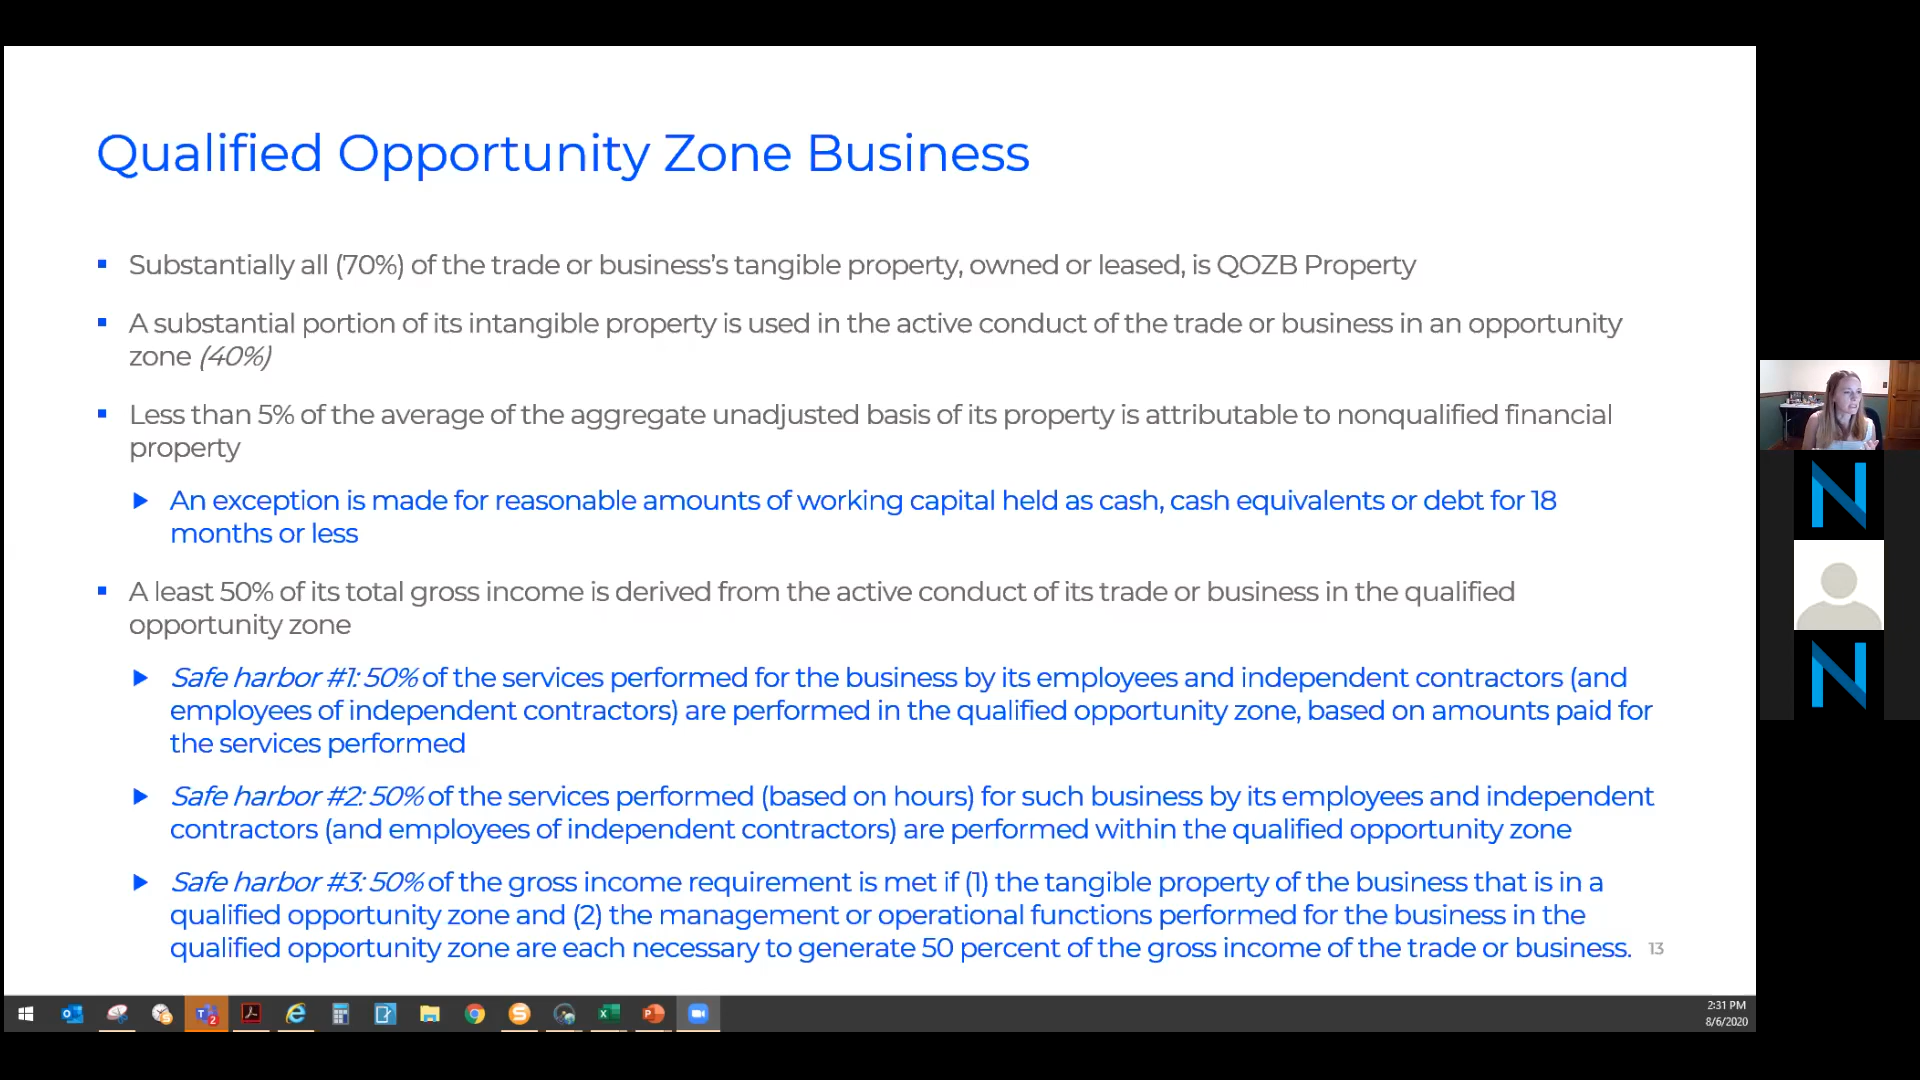 Qualified Opportunity Zone Business
Substantially all (70%) of the trade or business's tangible property, owned or leased, is QOZB Property
A substantial portion of its intangible property is used in the active conduct of the trade or business in an opportunity
zone (40%)
Less than 5% of the average of the aggregate unadjusted basis of its property is attributable to nonqualified financial
property
An exception is made for reasonable amounts of working capital held as cash, cash equivalents or debt for 18
months or less
A least 50% of its total gross income is derived from the active conduct of its trade or business in the qualified
opportunity zone
Safe harbor #1: 50% of the services performed for the business by its employees and independent contractors (and
employees of independent contractors) are performed in the qualified opportunity zone, based on amounts paid for
the services performed
Safe harbor #2: 50% of the services performed (based on hours) for such business by its employees and independent
contractors (and employees of independent contractors) are performed within the qualified opportunity zone
Safe harbor #3: 50% of the gross income requirement is met if (1) the tangible property of the business that is in a
qualified opportunity zone and (2) the management or operational functions performed for the business in the
qualified opportunity zone are each necessary to generate 50 percent of the gross income of the trade or business.
13
2:31 PM
8/6/2020